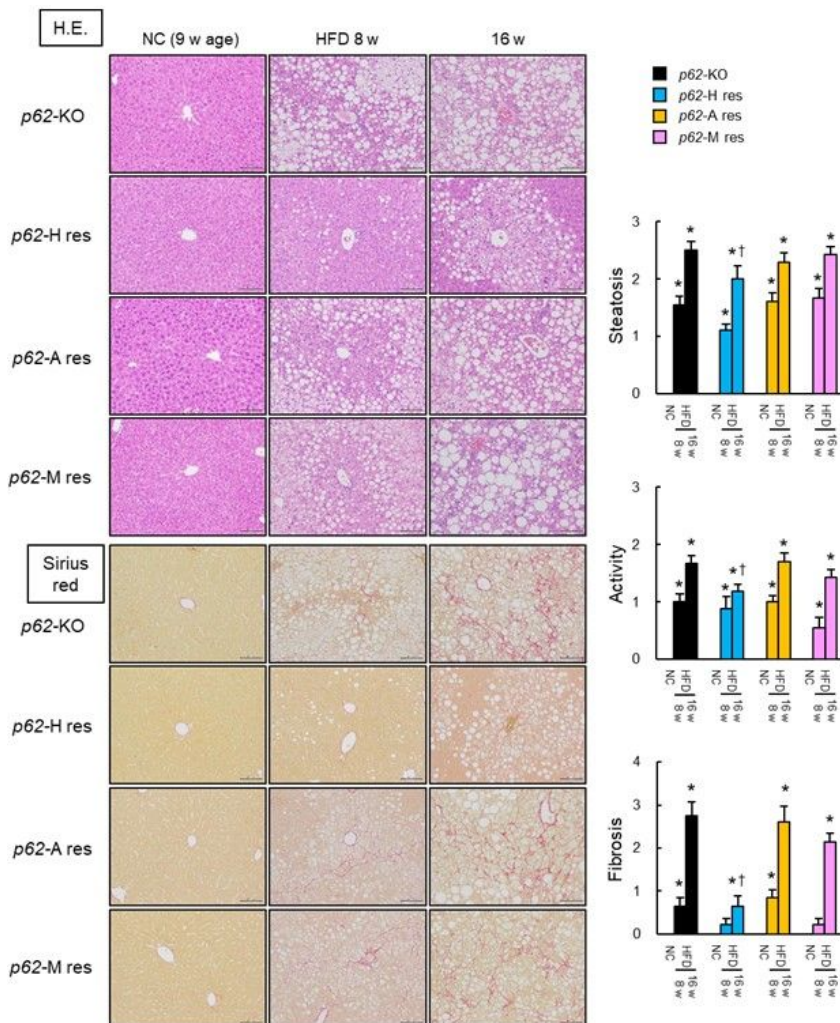 H.E.
NC (9 w age) HFD 8 w 16 w
p62-KO
p62-H res
p62-A res
p62-M res
Sirius
red
p62-KO
p62-H res
p62-A res
p62-M res
p62-KO
p62-H res
p62-A res
p62-M res
Steatosis
3
2
1
0
* * * *† * * * *
NC HFD 8 w 16 w NC HFD 8 w 16 w NC HFD 8 w 16 w NC HFD 8 w 16 w
Activity
3
2
1
0
* * * *† * * * *
NC HFD 8 w 16 w NC HFD 8 w 16 w NC HFD 8 w 16 w NC HFD 8 w 16 w
Fibrosis
4
3
2
1
0
* * *† * * *
NC HFD 8 w 16 w NC HFD 8 w 16 w NC HFD 8 w 16 w NC HFD 8 w 16 w